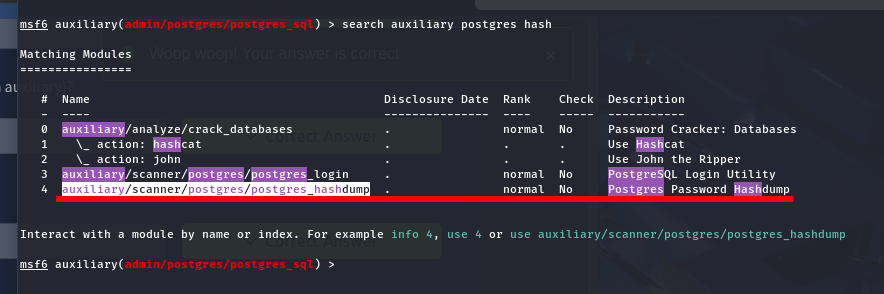 msf6 auxiliary(admin/postgres/postgres_sql) > search auxiliary postgres hash
Woop woop! Your answer is correct
Matching Modules
================
#  Name  Disclosure Date  Rank  Check  Description
-  ----  ---------------  ----  -----  -----------
0  auxiliary/analyze/crack_databases  .  normal  No  Password Cracker: Databases
1  \_ action: hashcat  .  .  .  Use Hashcat
2  \_ action: john  .  .  .  Use John the Ripper
3  auxiliary/scanner/postgres/postgres_login  .  normal  No  PostgreSQL Login Utility
4  auxiliary/scanner/postgres/postgres_hashdump  .  normal  No  Postgres Password Hashdump
Correct Answer
Interact with a module by name or index. For example info 4, use 4 or use auxiliary/scanner/postgres/postgres_hashdump
Correct Answer
msf6 auxiliary(admin/postgres/postgres_sql) >